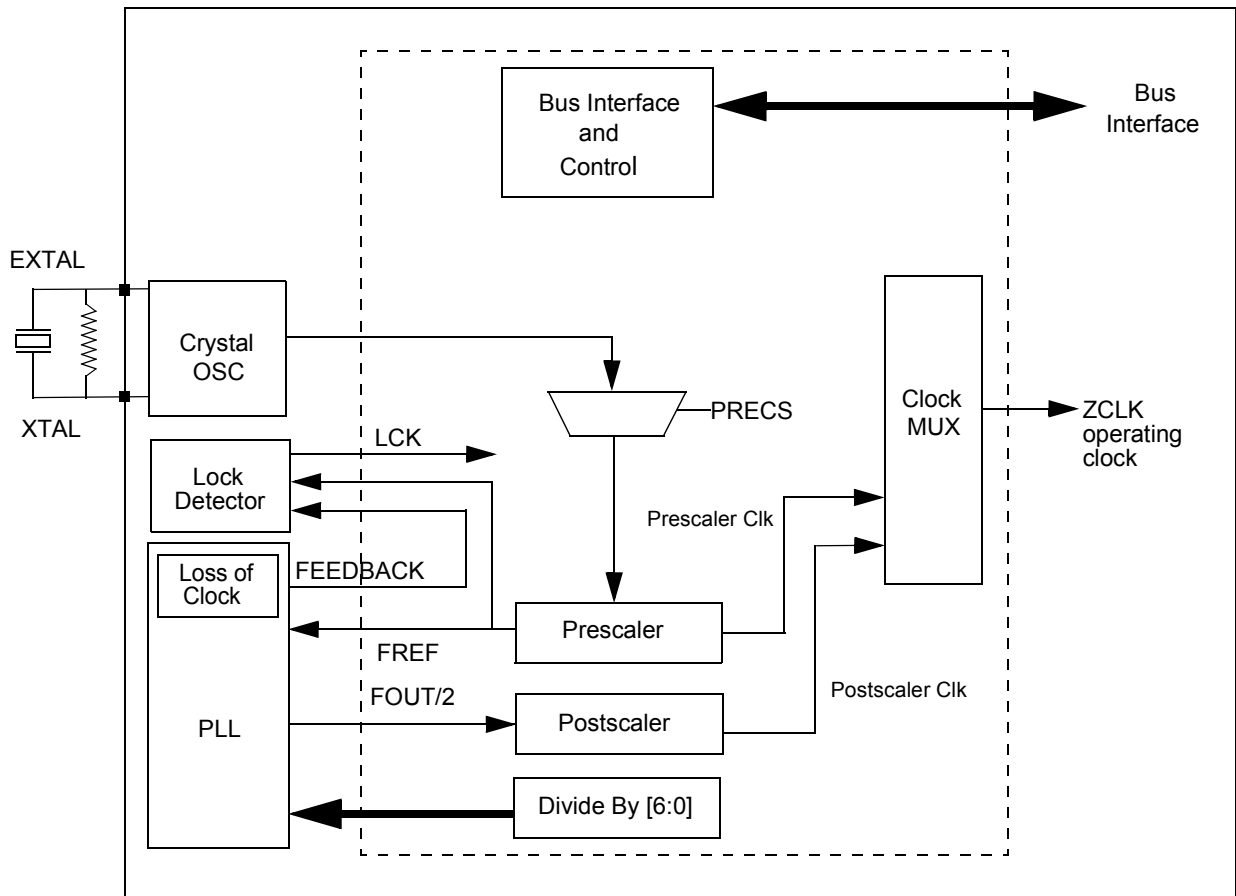 Bus Interface
and
Control
Bus
Interface
EXTAL
XTAL
Crystal
OSC
PRECS
Clock
MUX
ZCLK
operating
clock
LCK
Lock
Detector
Prescaler Clk
Loss of
Clock
FEEDBACK
Prescaler
FREF
FOUT/2
Postscaler Clk
PLL
Postscaler
Divide By [6:0]